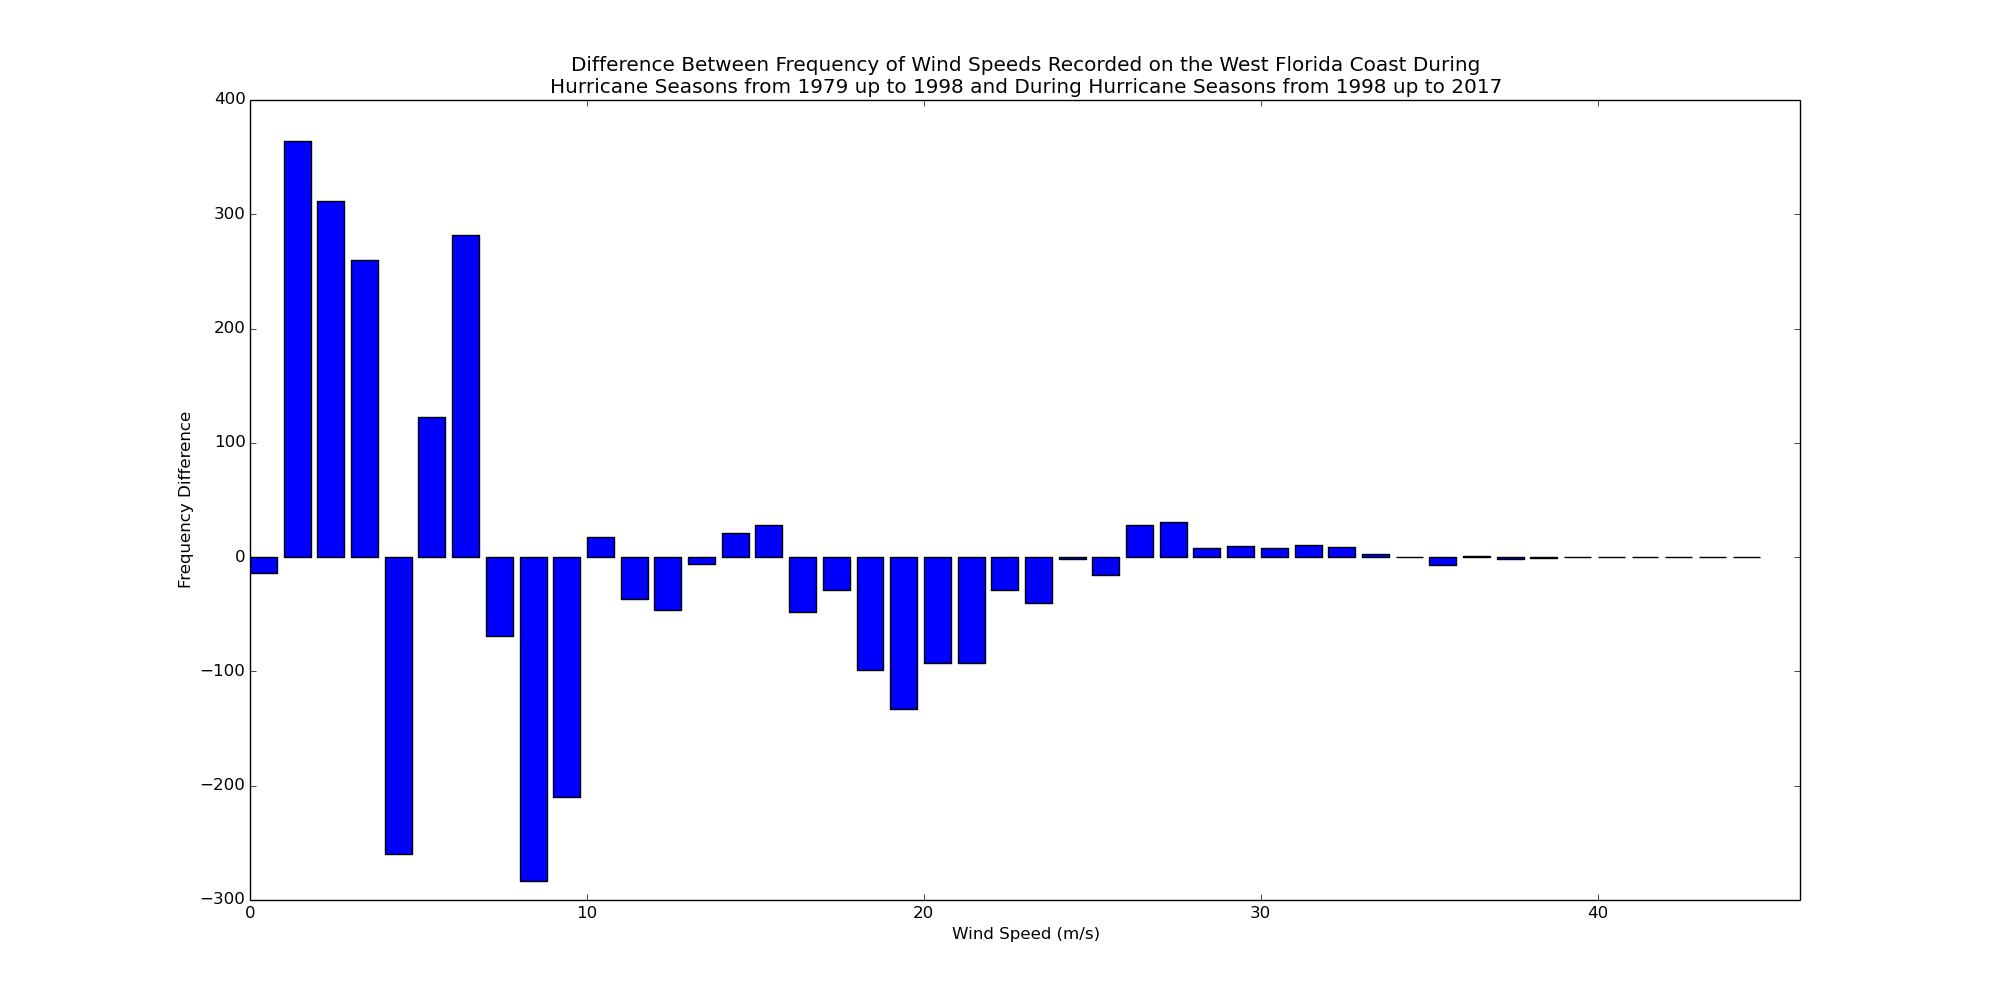 Difference Between Frequency of Wind Speeds Recorded on the West Florida Coast During
Hurricane Seasons from 1979 up to 1998 and During Hurricane Seasons from 1998 up to 2017
400
300
200
100
0
−100
−200
−300
Frequency Difference
0 10 20 30 40
Wind Speed (m/s)